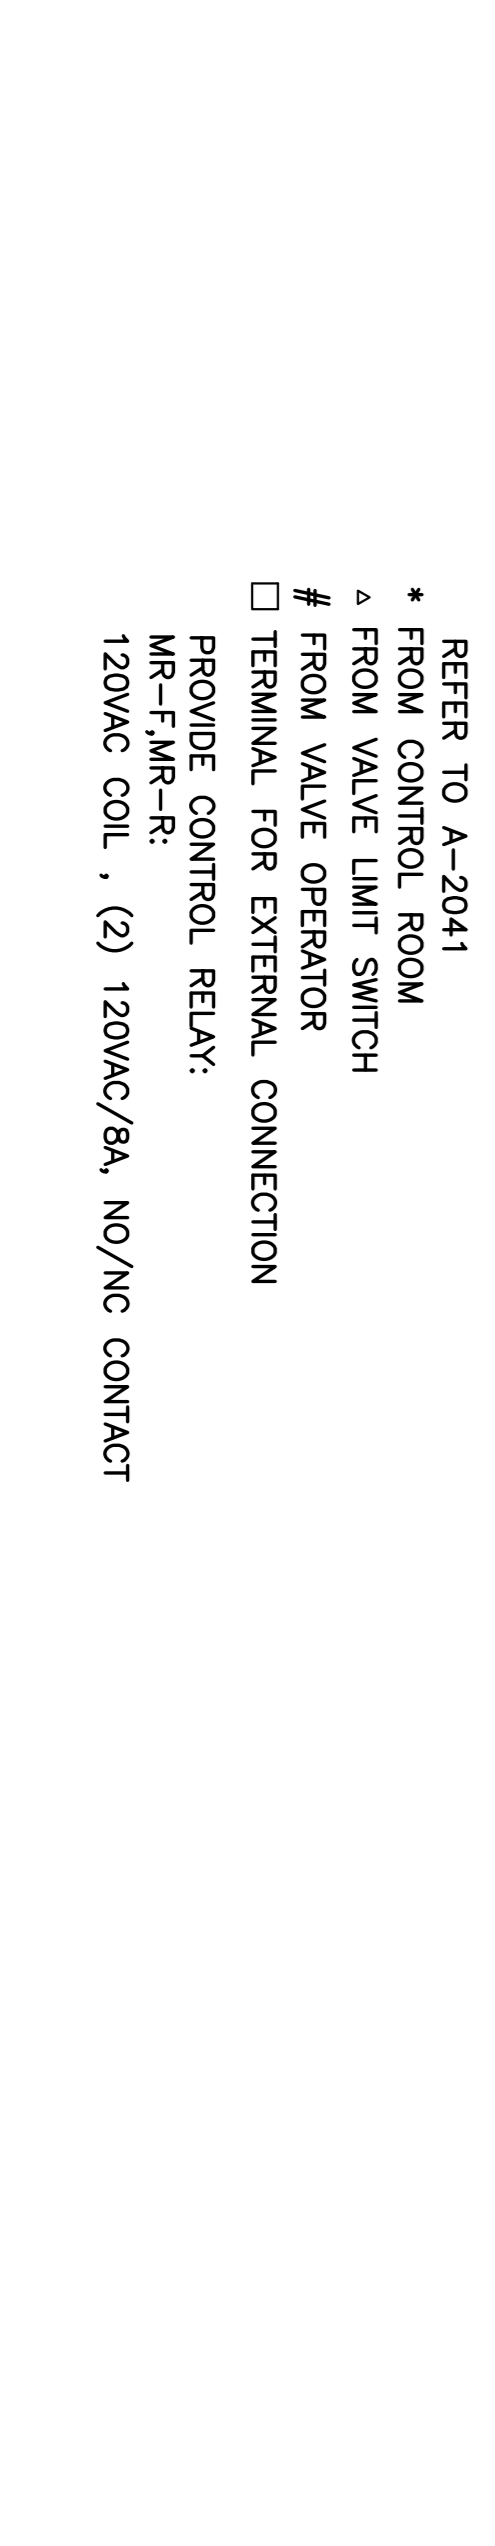 REFER TO A-2041
* FROM CONTROL ROOM
△ FROM VALVE LIMIT SWITCH
# FROM VALVE OPERATOR
□ TERMINAL FOR EXTERNAL CONNECTION
PROVIDE CONTROL RELAY:
MR-F,MR-R:
120VAC COIL , (2) 120VAC/8A, NO/NC CONTACT